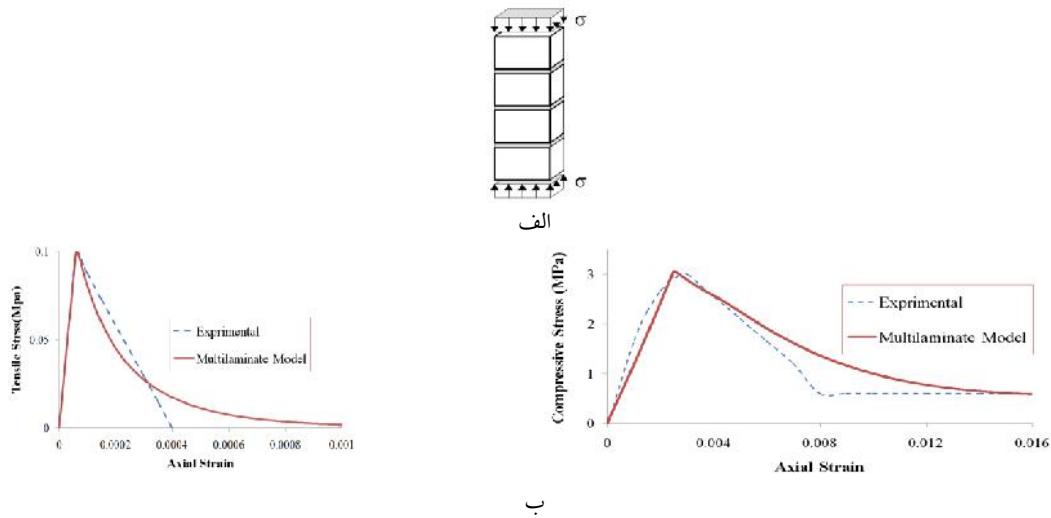 σ
σ
الف
0.1
0.05
0
0 0.0002 0.0004 0.0006 0.0008 0.001
Tensile Strss(Mpa)
Axial Strain
Exprimental
Multilaminate Model
3
2
1
0
0 0.004 0.008 0.012 0.016
Compressive Stress (MPa)
Axial Strain
Exprimental
Multilaminate Model
ب